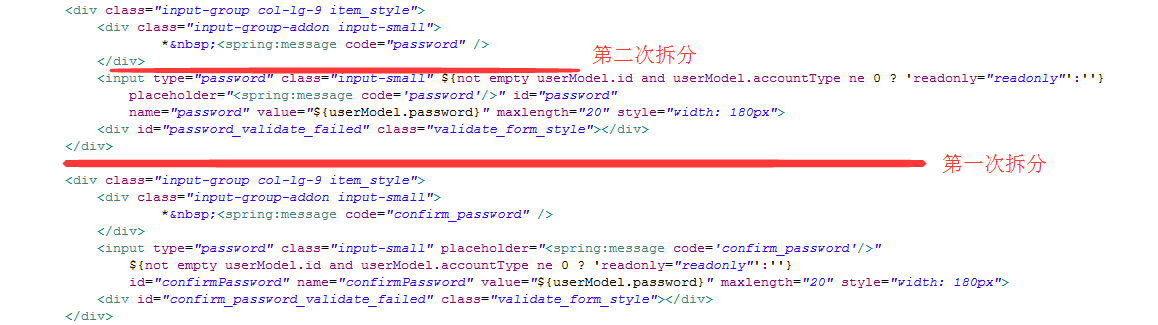 <div class="input-group col-lg-9 item_style">
<div class="input-group-addon input-small">
*&nbsp;<spring:message code="password" />
第二次拆分
</div>
<input type="password" class="input-small" ${not empty userModel.id and userModel.accountType ne 0 ? 'readonly="readonly"':''}
placeholder="<spring:message code='password'/>" id="password"
name="password" value="${userModel.password}" maxlength="20" style="width: 180px">
<div id="password_validate_failed" class="validate_form_style"></div>
</div>
第一次拆分
<div class="input-group col-lg-9 item_style">
<div class="input-group-addon input-small">
*&nbsp;<spring:message code="confirm_password" />
</div>
<input type="password" class="input-small" placeholder="<spring:message code='confirm_password'/>"
${not empty userModel.id and userModel.accountType ne 0 ? 'readonly="readonly"':''}
id="confirmPassword" name="confirmPassword" value="${userModel.password}" maxlength="20" style="width: 180px">
<div id="confirm_password_validate_failed" class="validate_form_style"></div>
</div>